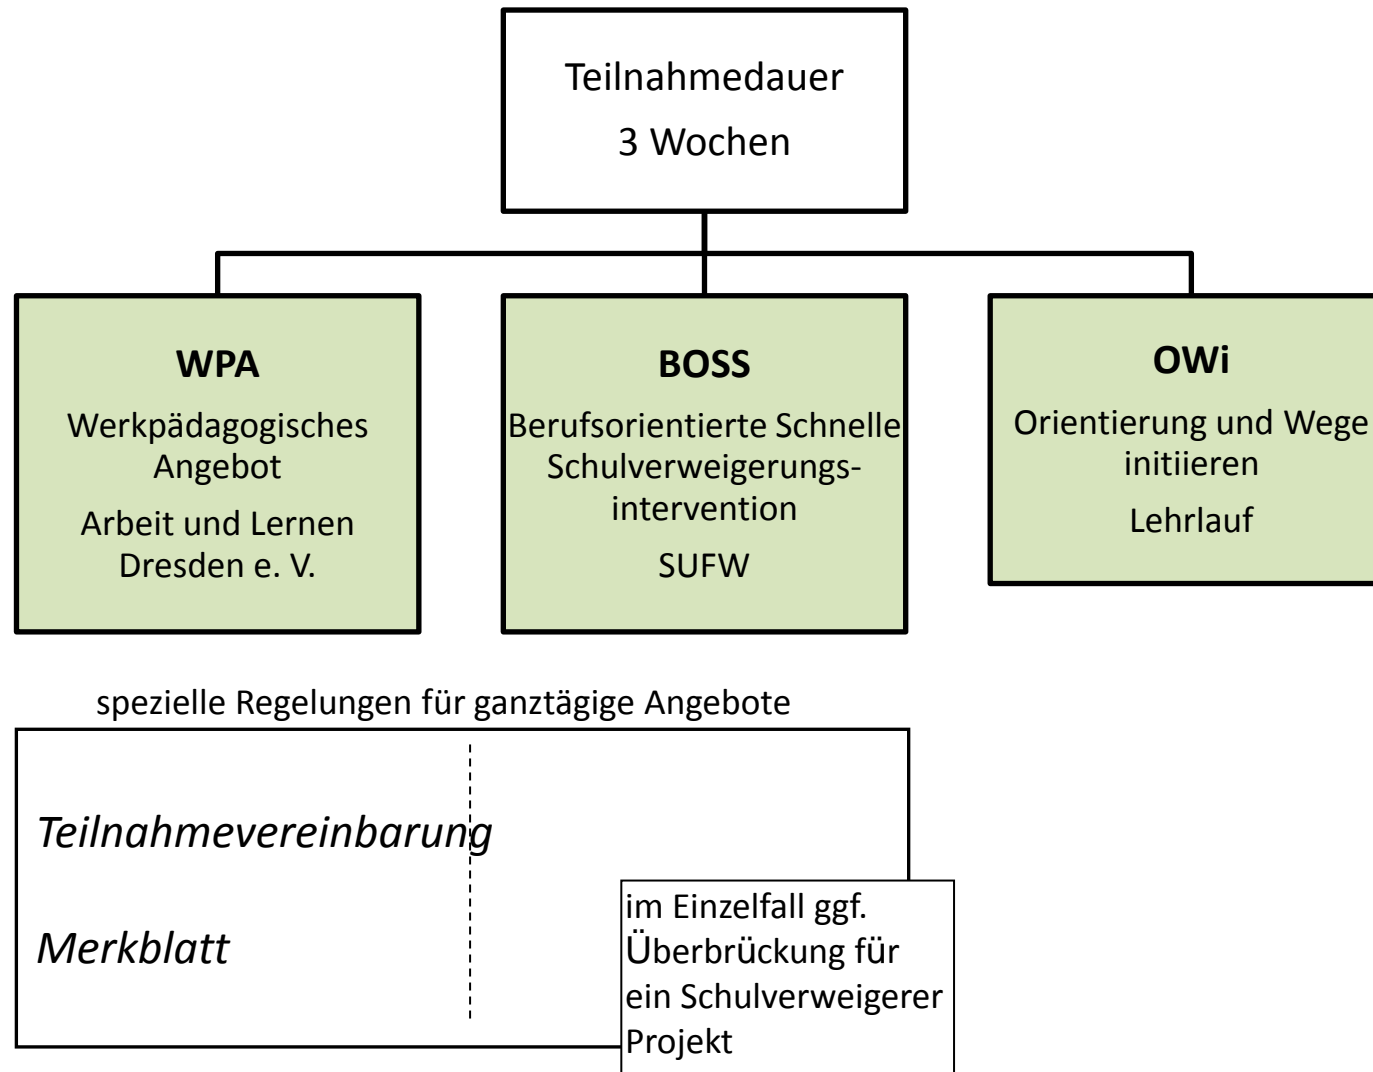 Teilnahmedauer
3 Wochen
WPA
Werkpädagogisches
Angebot
Arbeit und Lernen
Dresden e. V.
BOSS
Berufsorientierte Schnelle
Schulverweigerungs-
intervention
SUFW
OWi
Orientierung und Wege
initiieren
Lehrlauf
spezielle Regelungen für ganztägige Angebote
Teilnahmevereinbarung
Merkblatt
im Einzelfall ggf.
Überbrückung für
ein Schulverweigerer
Projekt